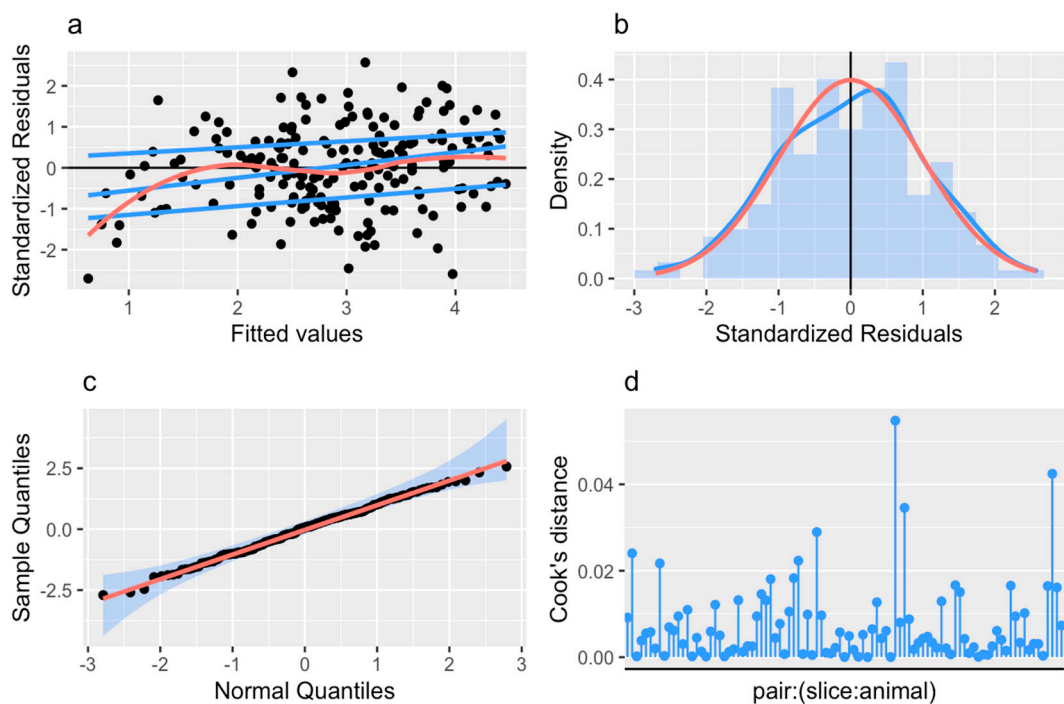 a
Standardized Residuals
2
1
0
-1
-2
1
2
3
4
Fitted values
b
Density
0.4
0.3
0.2
0.1
0.0
-3
-2
-1
0
1
2
Standardized Residuals
c
Sample Quantiles
2.5
0.0
-2.5
-3
-2
-1
0
1
2
3
Normal Quantiles
d
Cook's distance
0.04
0.02
0.00
pair:(slice:animal)